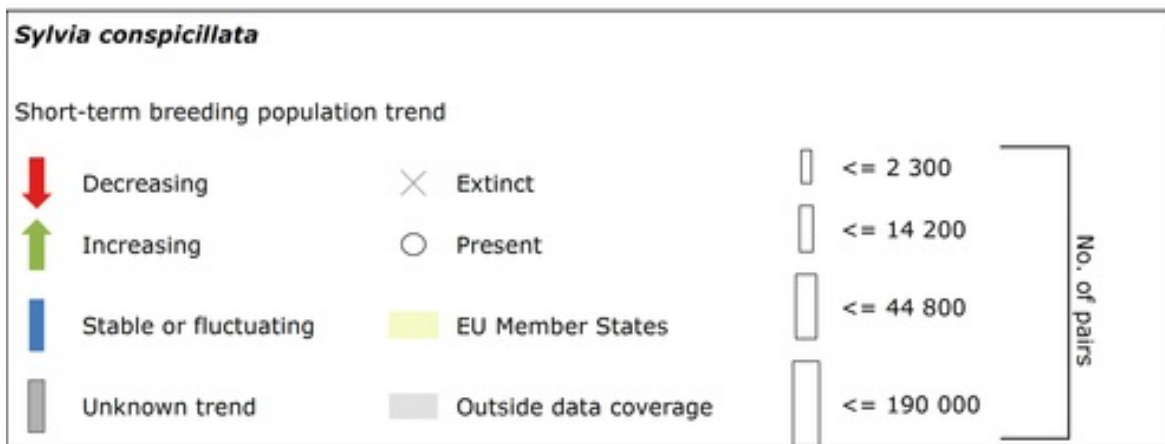 Sylvia conspicillata
Short-term breeding population trend
Decreasing
Increasing
Stable or fluctuating
Unknown trend
Extinct
Present
EU Member States
Outside data coverage
<= 2 300
<= 14 200
<= 44 800
<= 190 000
No. of pairs